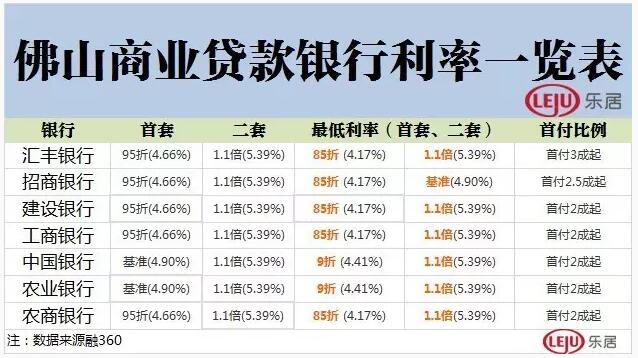 佛山商业贷款银行利率一览表
LEJU 乐居
银行 首套 二套 最低利率（首套、二套） 首付比例
汇丰银行 95折(4.66%) 1.1倍(5.39%) 85折 (4.17%) 1.1倍(5.39%) 首付3成起
招商银行 95折(4.66%) 1.1倍(5.39%) 85折 (4.17%) 基准(4.90%) 首付2.5成起
建设银行 95折(4.66%) 1.1倍(5.39%) 85折 (4.17%) 1.1倍(5.39%) 首付2成起
工商银行 95折(4.66%) 1.1倍(5.39%) 85折 (4.17%) 1.1倍(5.39%) 首付2成起
中国银行 基准(4.90%) 1.1倍(5.39%) 9折 (4.41%) 1.1倍(5.39%) 首付2成起
农业银行 基准(4.90%) 1.1倍(5.39%) 9折 (4.41%) 1.1倍(5.39%) 首付2成起
农商银行 95折(4.66%) 1.1倍(5.39%) 85折 (4.17%) 1.1倍(5.39%) 首付2成起
注：数据来源融360
LEJU 乐居